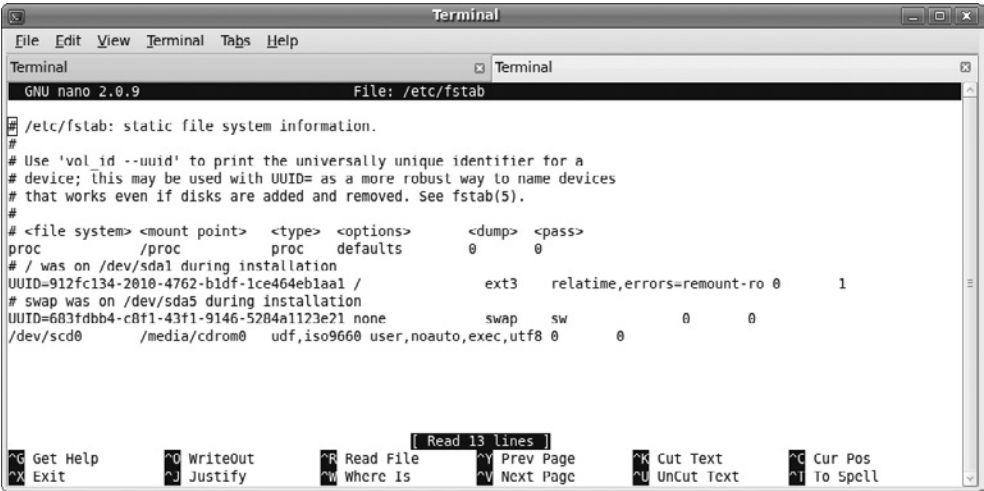 Terminal
File Edit View Terminal Tabs Help
Terminal Terminal
GNU nano 2.0.9 File: /etc/fstab
# /etc/fstab: static file system information.
#
# Use 'vol_id --uuid' to print the universally unique identifier for a
# device; this may be used with UUID= as a more robust way to name devices
# that works even if disks are added and removed. See fstab(5).
#
# <file system> <mount point> <type> <options> <dump> <pass>
proc /proc proc defaults 0 0
# / was on /dev/sda1 during installation
UUID=912fc134-2010-4762-b1df-1ce464eb1aa1 / ext3 relatime,errors=remount-ro 0 1
# swap was on /dev/sda5 during installation
UUID=683fdbb4-c8f1-43f1-9146-5284a1123e21 none swap sw 0 0
/dev/scd0 /media/cdrom0 udf,iso9660 user,noauto,exec,utf8 0 0
[ Read 13 lines ]
^G Get Help ^O WriteOut ^R Read File ^Y Prev Page ^K Cut Text ^C Cur Pos
^X Exit ^J Justify ^W Where Is ^V Next Page ^U UnCut Text ^T To Spell